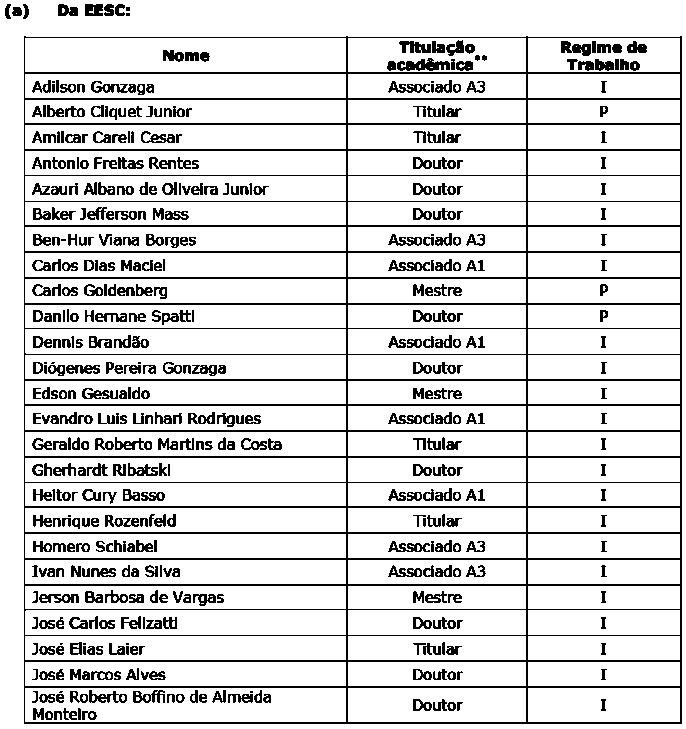 (a) Da EESC:
Nome Titulação acadêmica** Regime de Trabalho
Adilson Gonzaga Associado A3 I
Alberto Cliquet Junior Titular P
Amilcar Careli Cesar Titular I
Antonio Freitas Rentes Doutor I
Azauri Albano de Oliveira Junior Doutor I
Baker Jefferson Mass Doutor I
Ben-Hur Viana Borges Associado A3 I
Carlos Dias Maciel Associado A1 I
Carlos Goldenberg Mestre P
Danilo Hernane Spatti Doutor P
Dennis Brandão Associado A1 I
Diógenes Pereira Gonzaga Doutor I
Edson Gesualdo Mestre I
Evandro Luis Linhari Rodrigues Associado A1 I
Geraldo Roberto Martins da Costa Titular I
Gherhardt Ribatski Doutor I
Heitor Cury Basso Associado A1 I
Henrique Rozenfeld Titular I
Homero Schiabel Associado A3 I
Ivan Nunes da Silva Associado A3 I
Jerson Barbosa de Vargas Mestre I
José Carlos Felizatti Doutor I
José Elias Laier Titular I
José Marcos Alves Doutor I
José Roberto Boffino de Almeida
Monteiro Doutor I